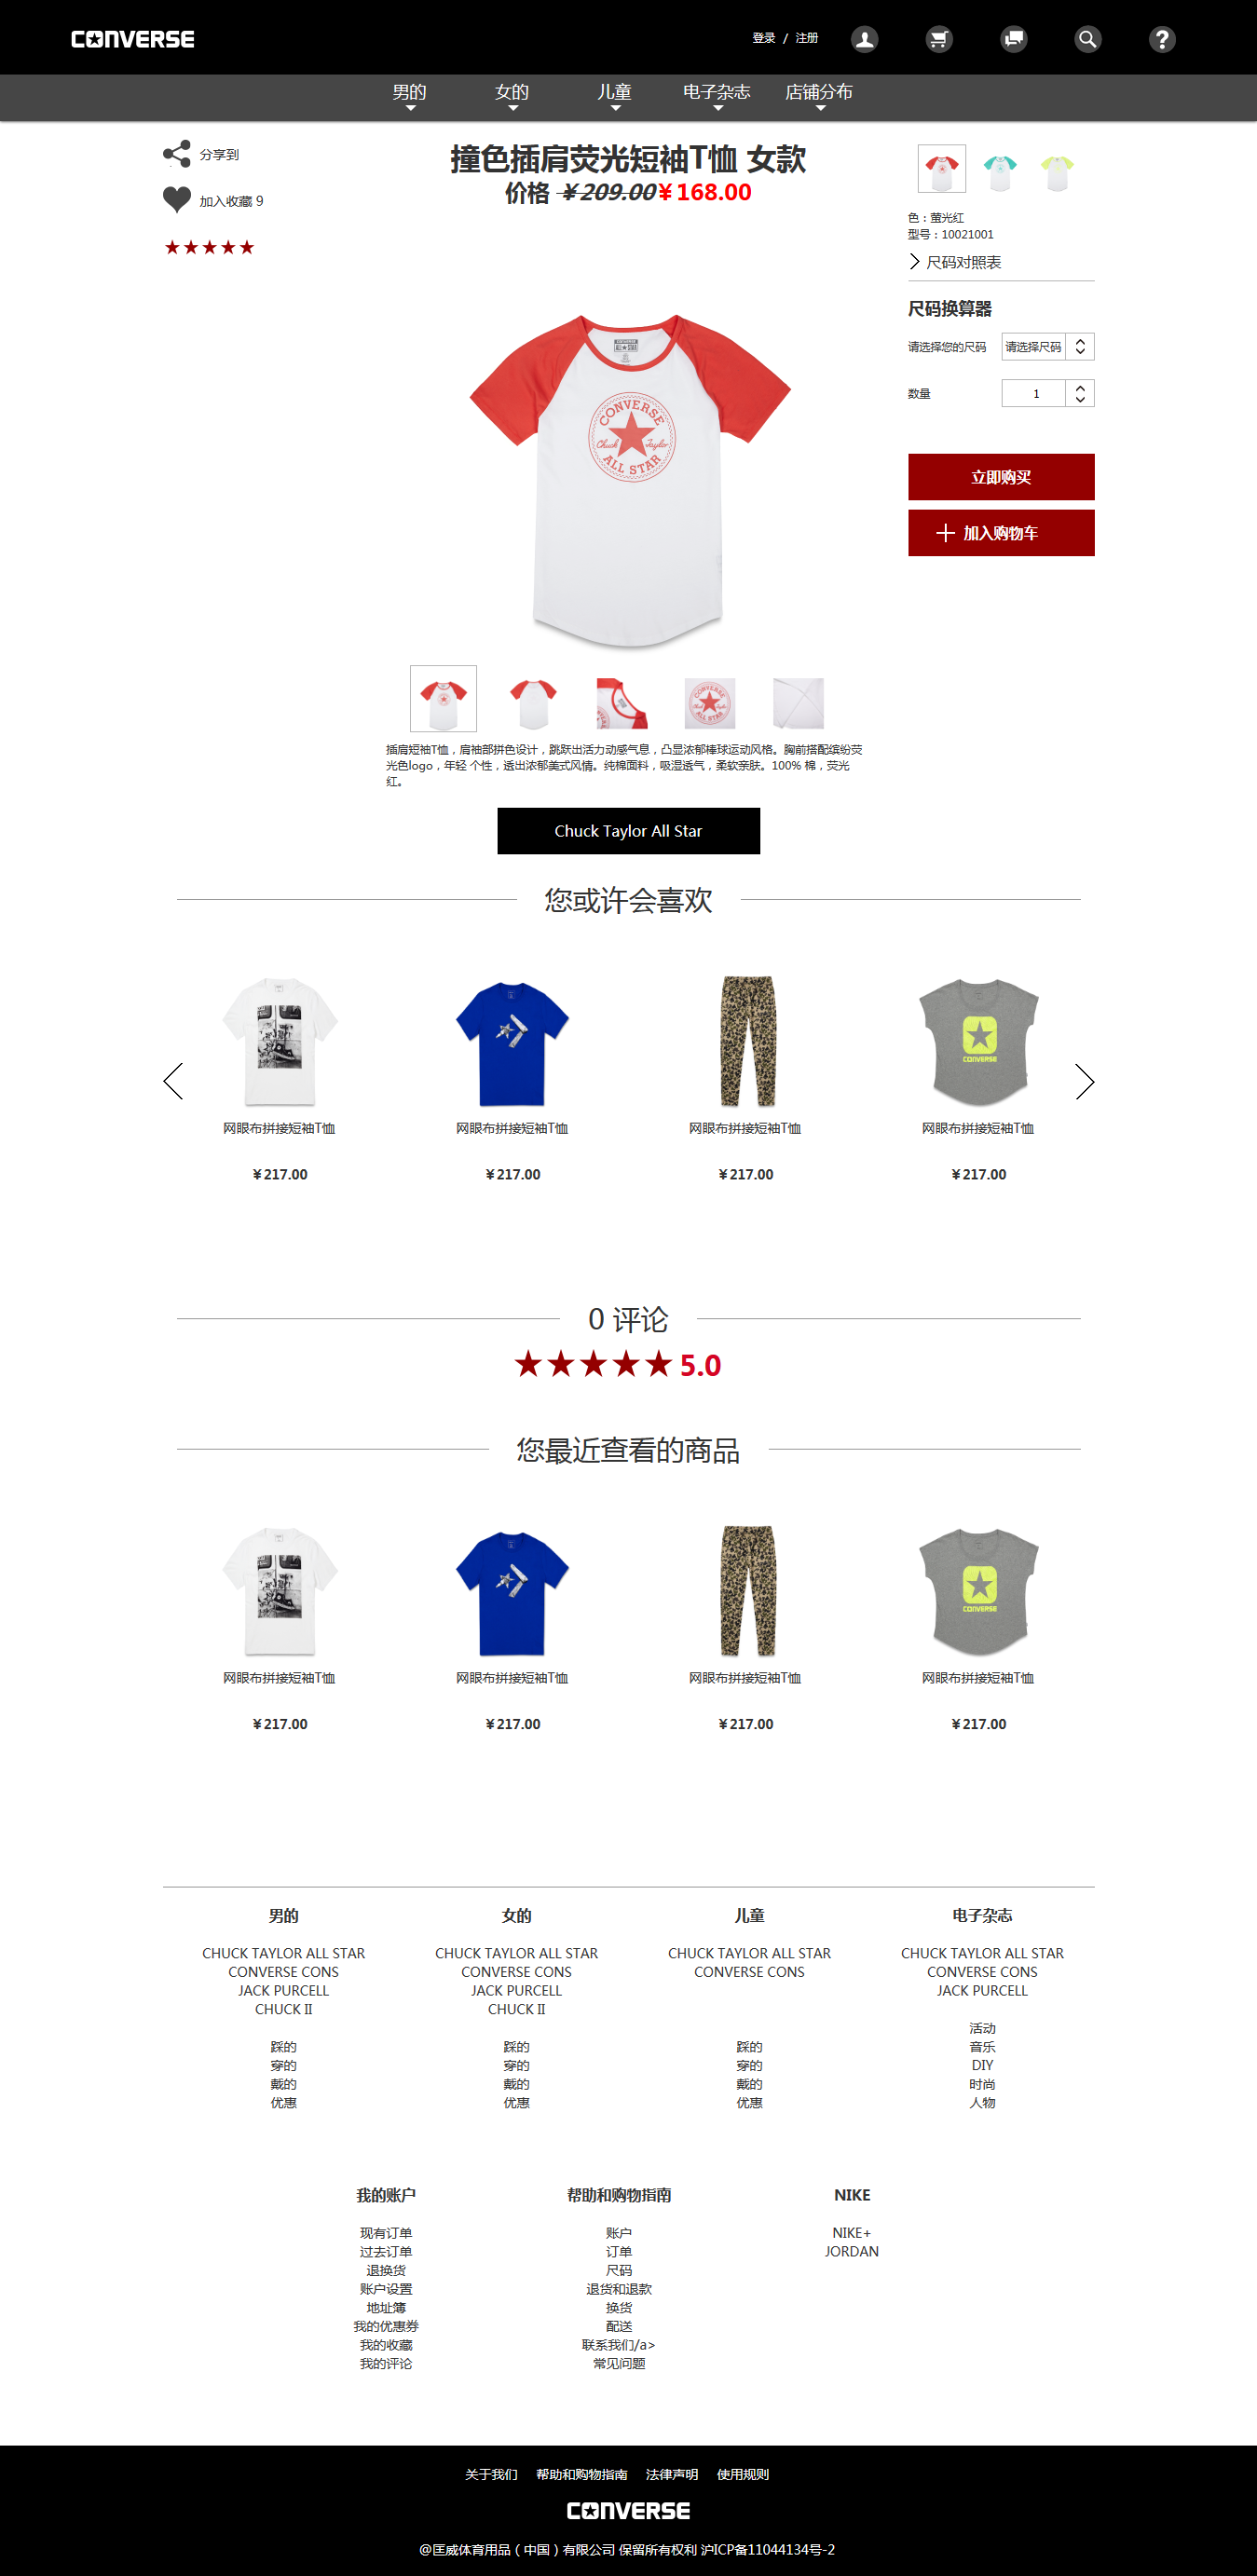 CONVERSE
登录 / 注册
男的 女的 儿童 电子杂志 店铺分布
分享到
加入收藏 9
撞色插肩荧光短袖T恤 女款
价格 ￥209.00￥168.00
色：萤光红
型号：10021001
尺码对照表
尺码换算器
请选择您的尺码 请选择尺码
数量 1
立即购买
加入购物车
CONVERSE
CONVERSE
Chuck Taylor
ALL STAR
插肩短袖T恤，肩袖部拼色设计，跳跃出活力动感气息，凸显浓郁棒球运动风格。胸前搭配缤纷荧
光色logo，年轻 个性，透出浓郁美式风情。纯棉面料，吸湿透气，柔软亲肤。100% 棉，荧光
红。
Chuck Taylor All Star
您或许会喜欢
CONVERSE
网眼布拼接短袖T恤 网眼布拼接短袖T恤 网眼布拼接短袖T恤 网眼布拼接短袖T恤
￥217.00 ￥217.00 ￥217.00 ￥217.00
0 评论
5.0
您最近查看的商品
CONVERSE
网眼布拼接短袖T恤 网眼布拼接短袖T恤 网眼布拼接短袖T恤 网眼布拼接短袖T恤
￥217.00 ￥217.00 ￥217.00 ￥217.00
男的
CHUCK TAYLOR ALL STAR
CONVERSE CONS
JACK PURCELL
CHUCK II
踩的
穿的
戴的
优惠
女的
CHUCK TAYLOR ALL STAR
CONVERSE CONS
JACK PURCELL
CHUCK II
踩的
穿的
戴的
优惠
儿童
CHUCK TAYLOR ALL STAR
CONVERSE CONS
踩的
穿的
戴的
优惠
电子杂志
CHUCK TAYLOR ALL STAR
CONVERSE CONS
JACK PURCELL
活动
音乐
DIY
时尚
人物
我的账户
现有订单
过去订单
退换货
账户设置
地址簿
我的优惠券
我的收藏
我的评论
帮助和购物指南
账户
订单
尺码
退货和退款
换货
配送
联系我们/a>
常见问题
NIKE
NIKE+
JORDAN
关于我们 帮助和购物指南 法律声明 使用规则
CONVERSE
@匡威体育用品（中国）有限公司 保留所有权利 沪ICP备11044134号-2